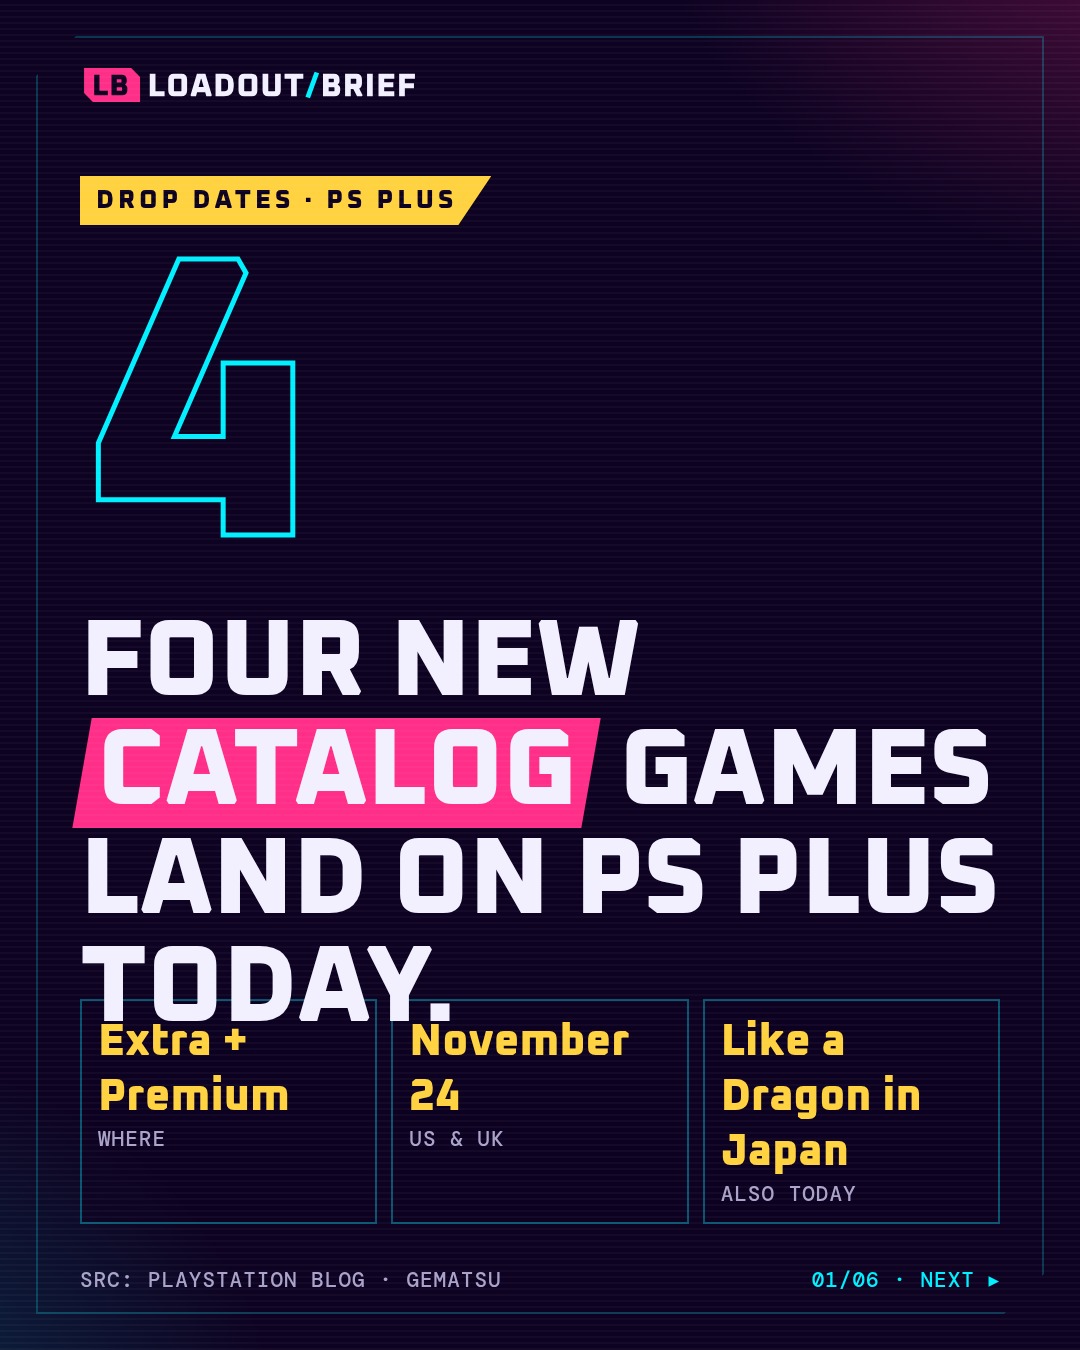 LB LOADOUT/BRIEF
DROP DATES · PS PLUS
4
FOUR NEW
CATALOG GAMES
LAND ON PS PLUS
TODAY.
Extra +
Premium
WHERE
November
24
US & UK
Like a
Dragon in
Japan
ALSO TODAY
SRC: PLAYSTATION BLOG · GEMATSU
01/06 · NEXT ▸